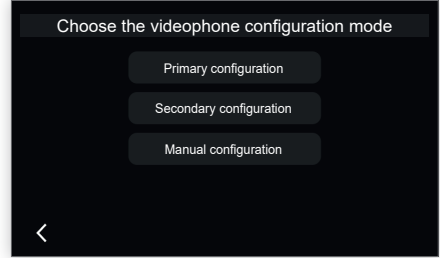 Choose the videophone configuration mode
Primary configuration
Secondary configuration
Manual configuration